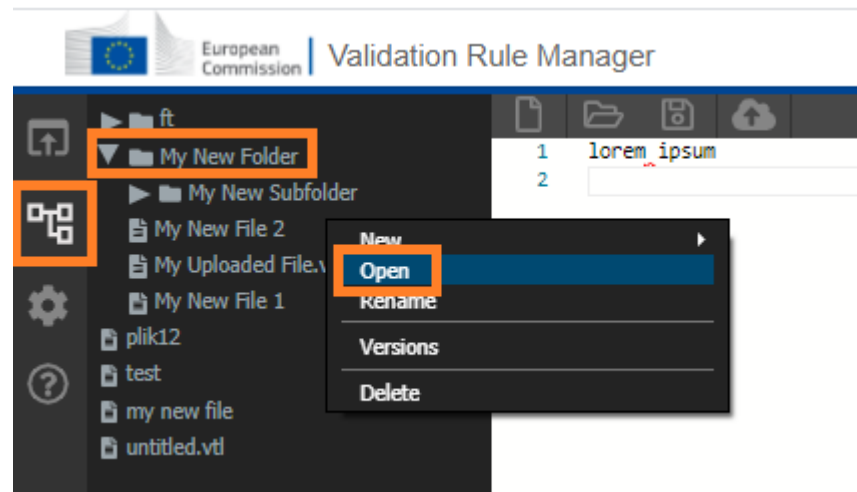 European
Commission
Validation Rule Manager
ft
My New Folder
My New Subfolder
My New File 2
My Uploaded File.v
My New File 1
plik12
test
my new file
untitled.vtl
1 lorem ipsum
2
New
Open
Rename
Versions
Delete
?